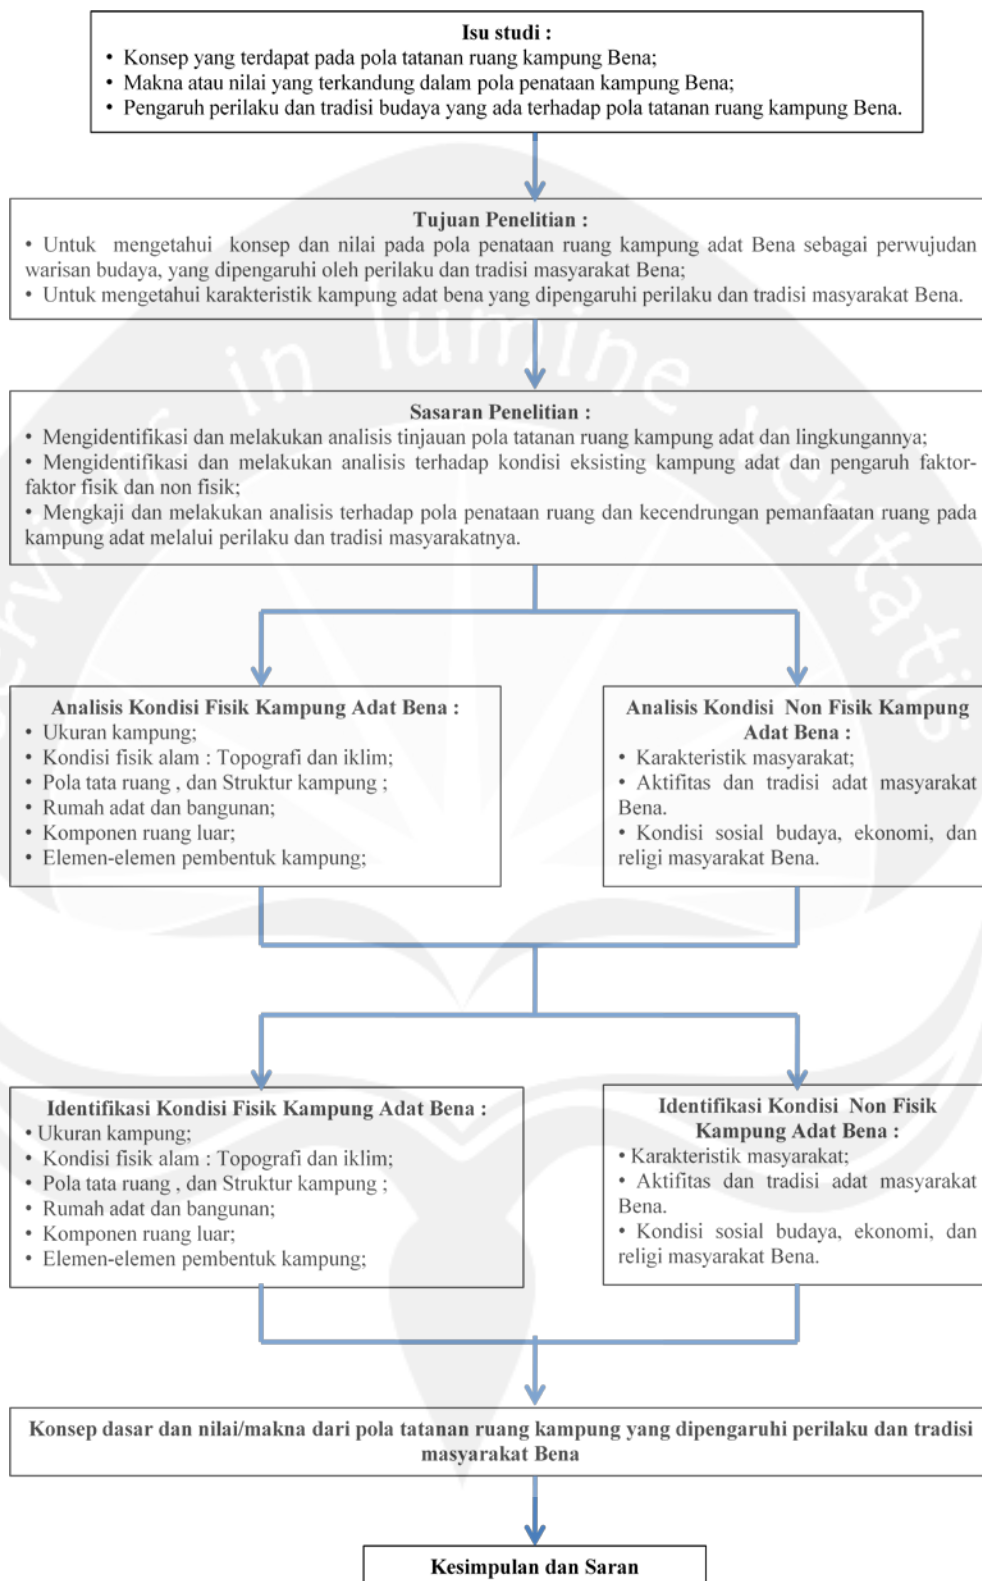 Isu studi :
• Konsep yang terdapat pada pola tatanan ruang kampung Bena;
• Makna atau nilai yang terkandung dalam pola penataan kampung Bena;
• Pengaruh perilaku dan tradisi budaya yang ada terhadap pola tatanan ruang kampung Bena.
Tujuan Penelitian :
• Untuk mengetahui konsep dan nilai pada pola penataan ruang kampung adat Bena sebagai perwujudan
warisan budaya, yang dipengaruhi oleh perilaku dan tradisi masyarakat Bena;
• Untuk mengetahui karakteristik kampung adat bena yang dipengaruhi perilaku dan tradisi masyarakat Bena.
Sasaran Penelitian :
• Mengidentifikasi dan melakukan analisis tinjauan pola tatanan ruang kampung adat dan lingkungannya;
• Mengidentifikasi dan melakukan analisis terhadap kondisi eksisting kampung adat dan pengaruh faktor-
faktor fisik dan non fisik;
• Mengkaji dan melakukan analisis terhadap pola penataan ruang dan kecendrungan pemanfaatan ruang pada
kampung adat melalui perilaku dan tradisi masyarakatnya.
Analisis Kondisi Fisik Kampung Adat Bena :
• Ukuran kampung;
• Kondisi fisik alam : Topografi dan iklim;
• Pola tata ruang , dan Struktur kampung ;
• Rumah adat dan bangunan;
• Komponen ruang luar;
• Elemen-elemen pembentuk kampung;
Analisis Kondisi Non Fisik Kampung
Adat Bena :
• Karakteristik masyarakat;
• Aktifitas dan tradisi adat masyarakat
Bena.
• Kondisi sosial budaya, ekonomi, dan
religi masyarakat Bena.
Identifikasi Kondisi Fisik Kampung Adat Bena :
• Ukuran kampung;
• Kondisi fisik alam : Topografi dan iklim;
• Pola tata ruang , dan Struktur kampung ;
• Rumah adat dan bangunan;
• Komponen ruang luar;
• Elemen-elemen pembentuk kampung;
Identifikasi Kondisi Non Fisik
Kampung Adat Bena :
• Karakteristik masyarakat;
• Aktifitas dan tradisi adat masyarakat
Bena.
• Kondisi sosial budaya, ekonomi, dan
religi masyarakat Bena.
Konsep dasar dan nilai/makna dari pola tatanan ruang kampung yang dipengaruhi perilaku dan tradisi
masyarakat Bena
Kesimpulan dan Saran
serviens in lumine veritatis